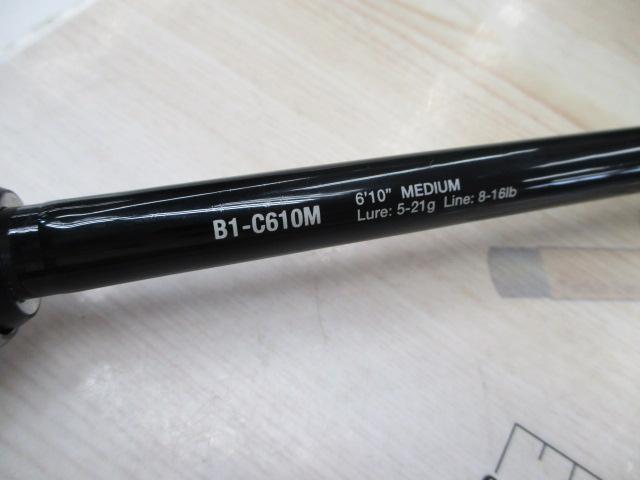 B1-C610M
6'10" MEDIUM
Lure: 5-21g Line: 8-16lb